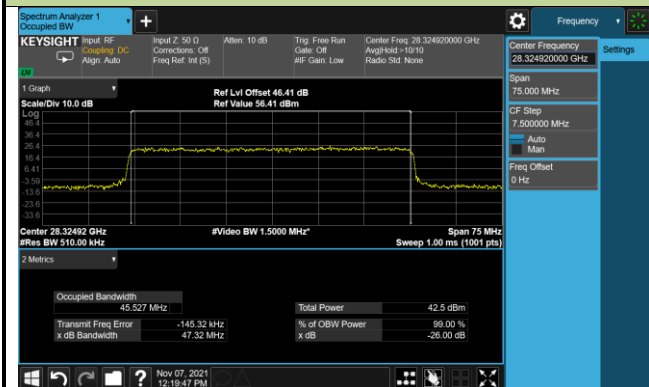 Spectrum Analyzer 1
Occupied BW
Frequency
KEYSIGHT
Input: RF
Coupling: DC
Align: Auto
Input Z: 50 Ω
Corrections: Off
Freq Ref: Int (S)
Atten: 10 dB
Trig: Free Run
Gate: Off
#IF Gain: Low
Center Freq: 28.324920000 GHz
Avg|Hold:>10/10
Radio Std: None
Center Frequency
28.324920000 GHz
Settings
Span
75.000 MHz
CF Step
7.500000 MHz
Auto
Man
Freq Offset
0 Hz
1 Graph
Scale/Div 10.0 dB
Ref Lvl Offset 46.41 dB
Ref Value 56.41 dBm
Log
46.4
36.4
26.4
16.4
6.41
-3.59
-13.6
-23.6
-33.6
Center 28.32492 GHz
#Res BW 510.00 kHz
#Video BW 1.5000 MHz*
Span 75 MHz
Sweep 1.00 ms (1001 pts)
2 Metrics
Occupied Bandwidth
45.527 MHz
Total Power 42.5 dBm
Transmit Freq Error -145.32 kHz
% of OBW Power 99.00 %
x dB Bandwidth 47.32 MHz
x dB -26.00 dB
?
Nov 07, 2021
12:19:47 PM